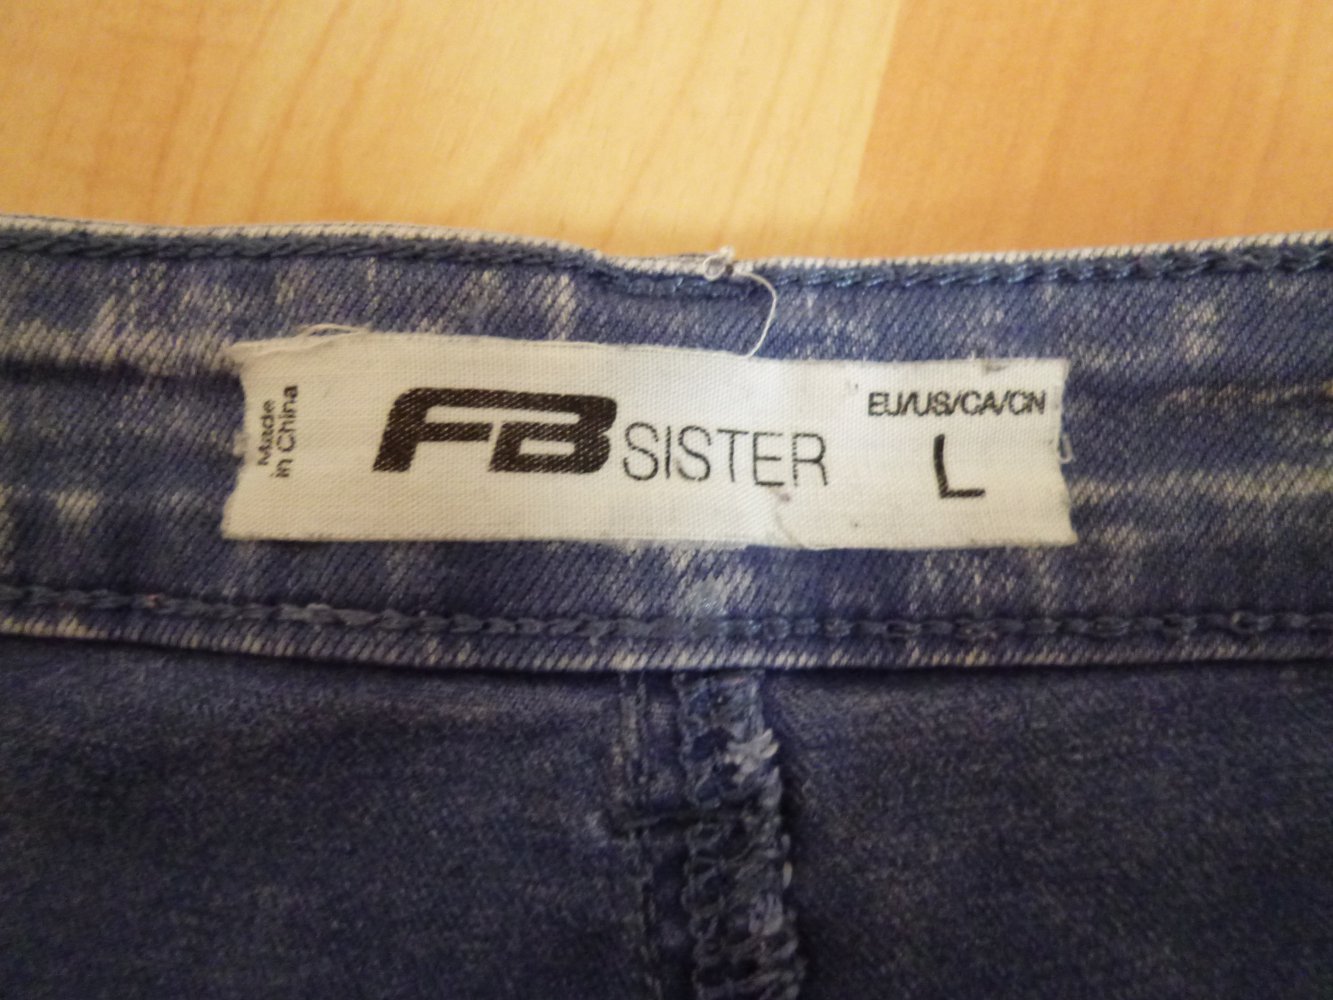 Made
in China
FB SISTER
EU/US/CA/CN
L